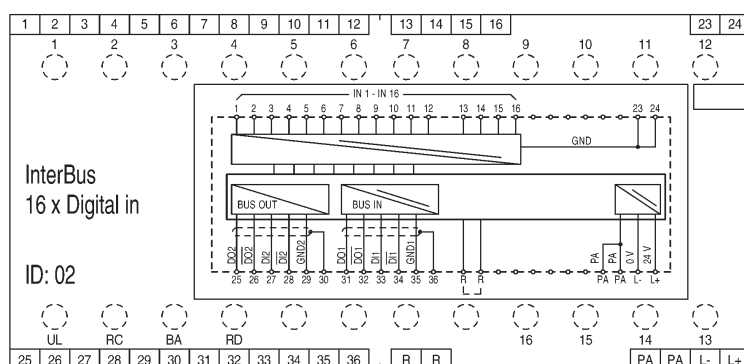 1 2 3 4 5 6 7 8 9 10 11 12 13 14 15 16 23 24
1 2 3 4 5 6 7 8 9 10 11 12
IN 1 - IN 16
1 2 3 4 5 6 7 8 9 10 11 12 13 14 15 16 23 24
GND
InterBus
16 x Digital in
BUS OUT BUS IN
DO2 DO2 DI2 DI2 GND2 DO1 DO1 DI1 DI1 GND1 PA PA 0 V 24 V
ID: 02
25 26 27 28 29 30 31 32 33 34 35 36 R R PA PA L- L+
UL RC BA RD 16 15 14 13
25 26 27 28 29 30 31 32 33 34 35 36 R R PA PA L- L+